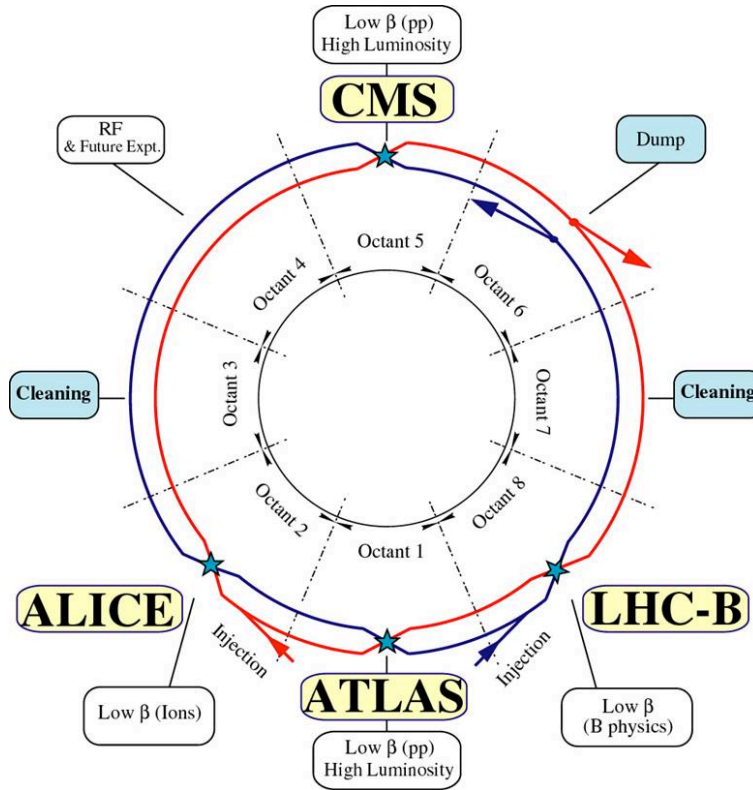 Low β (pp)
High Luminosity
CMS
RF
& Future Expt.
Dump
Octant 5
Octant 4
Octant 6
Cleaning
Octant 3
Octant 7
Cleaning
Octant 2
Octant 8
Octant 1
ALICE
LHC-B
Injection
Injection
ATLAS
Low β (Ions)
Low β
(B physics)
Low β (pp)
High Luminosity